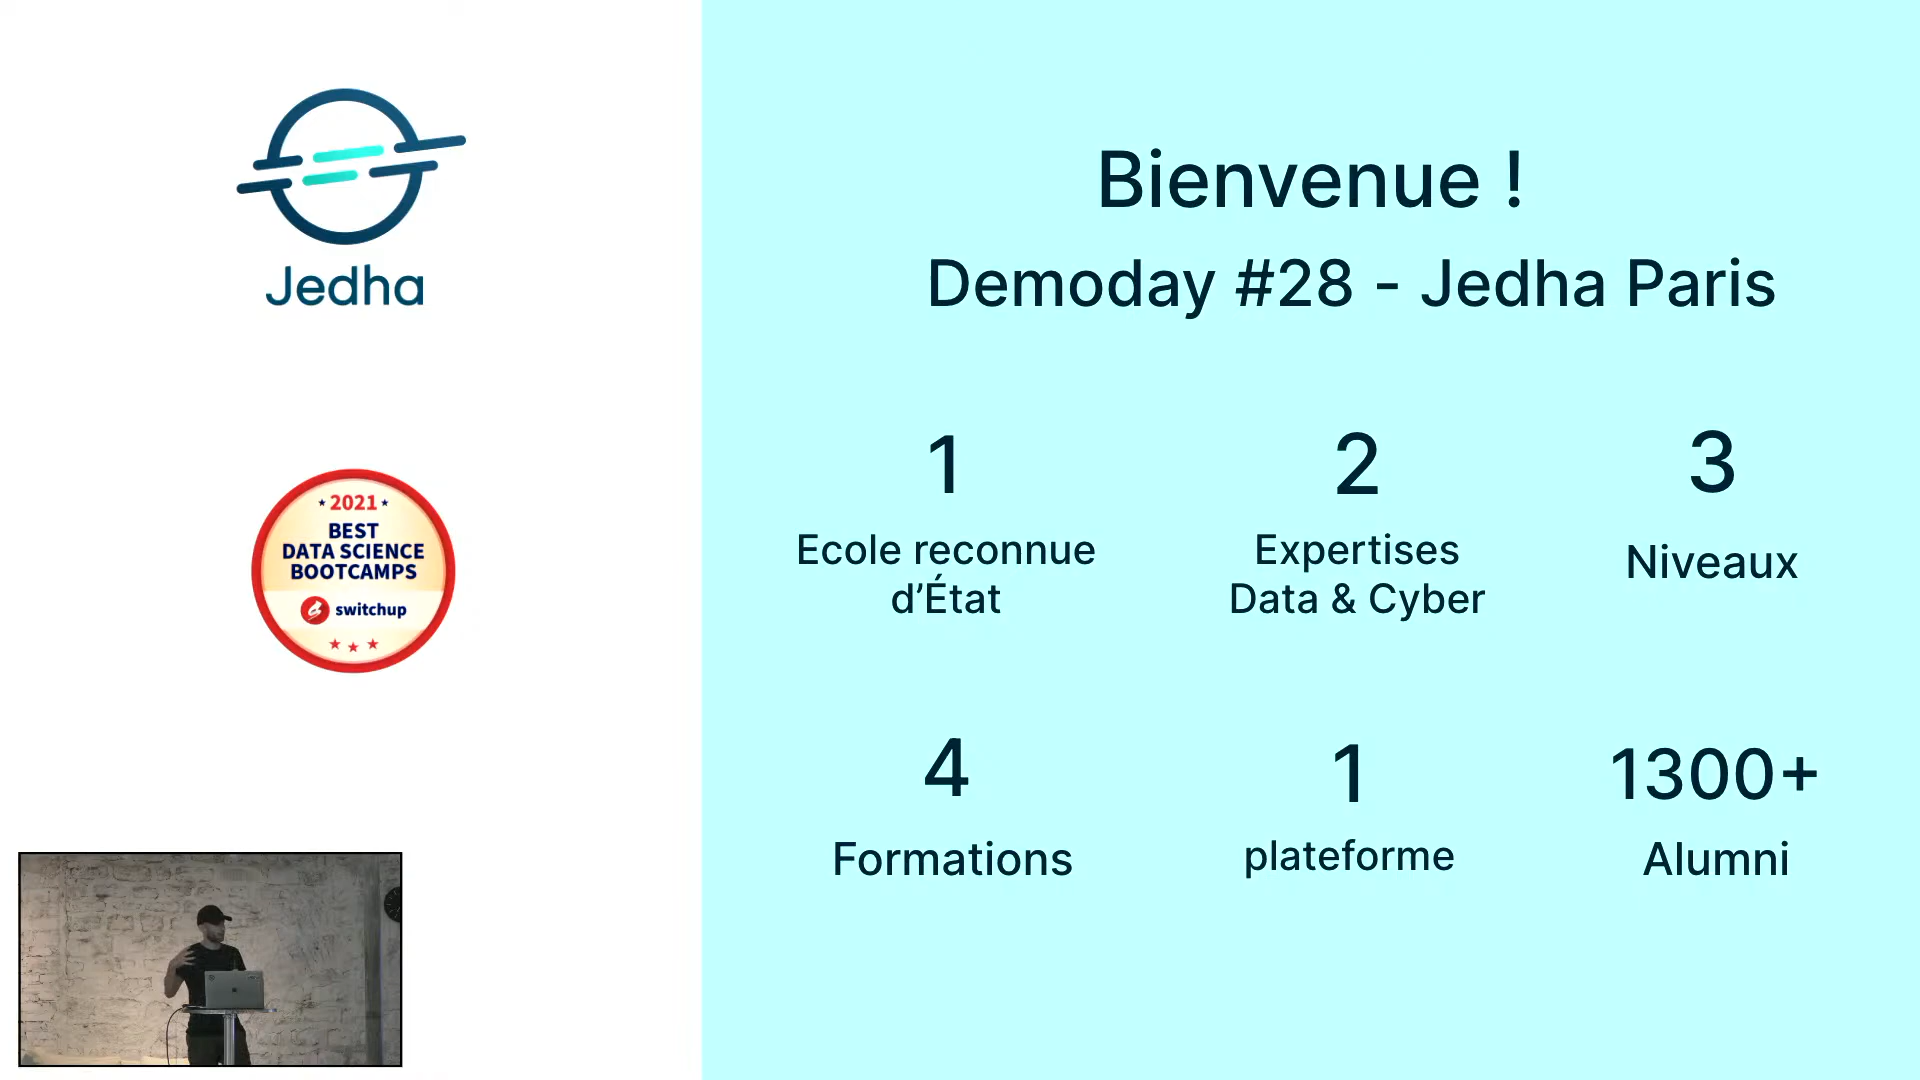 Jedha
2021
BEST
DATA SCIENCE
BOOTCAMPS
switchup
Bienvenue !
Demoday #28 - Jedha Paris
1
Ecole reconnue
d’État
2
Expertises
Data & Cyber
3
Niveaux
4
Formations
1
plateforme
1300+
Alumni